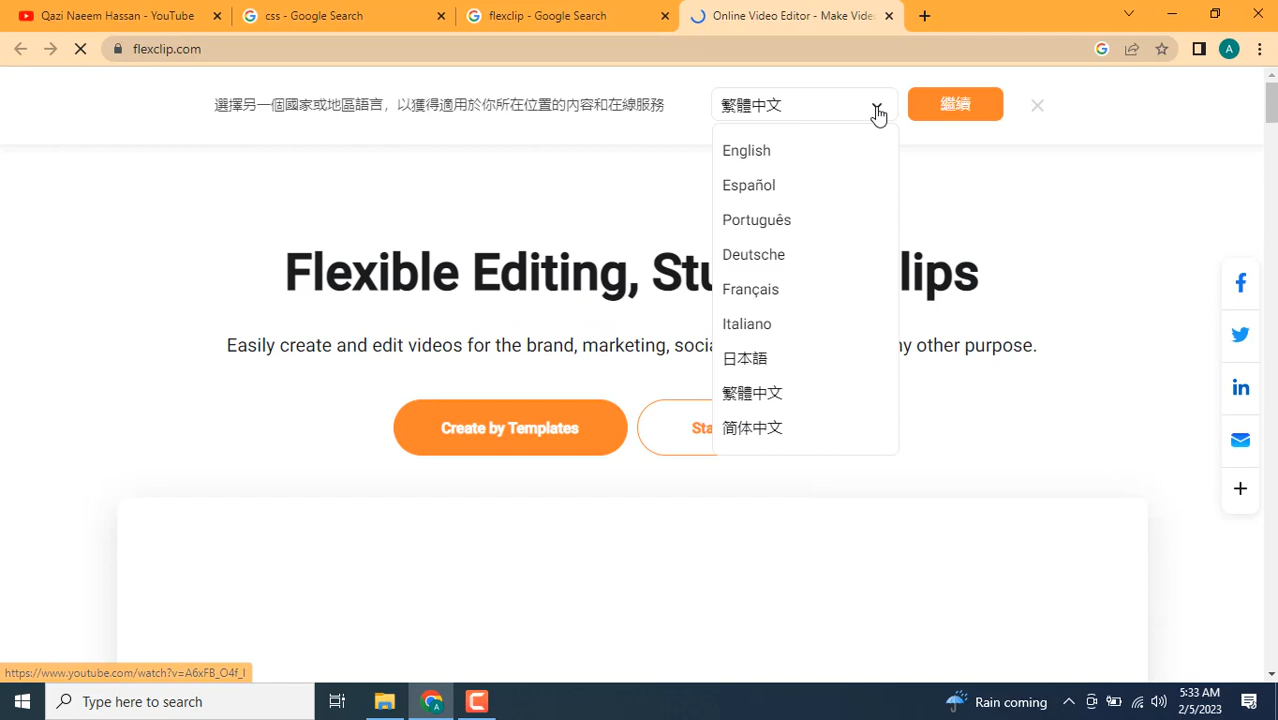 Qazi Naeem Hassan - YouTube
css - Google Search
flexclip - Google Search
Online Video Editor - Make Vide
flexclip.com
A
選擇另一個國家或地區語言，以獲得適用於你所在位置的內容和在線服務
繁體中文
繼續
English
Español
Português
Deutsche
Français
Italiano
日本語
繁體中文
简体中文
Flexible Editing, Stu lips
Easily create and edit videos for the brand, marketing, socia ny other purpose.
Create by Templates
Sta
https://www.youtube.com/watch?v=A6xFB_O4f_I
Type here to search
Rain coming
5:33 AM
2/5/2023